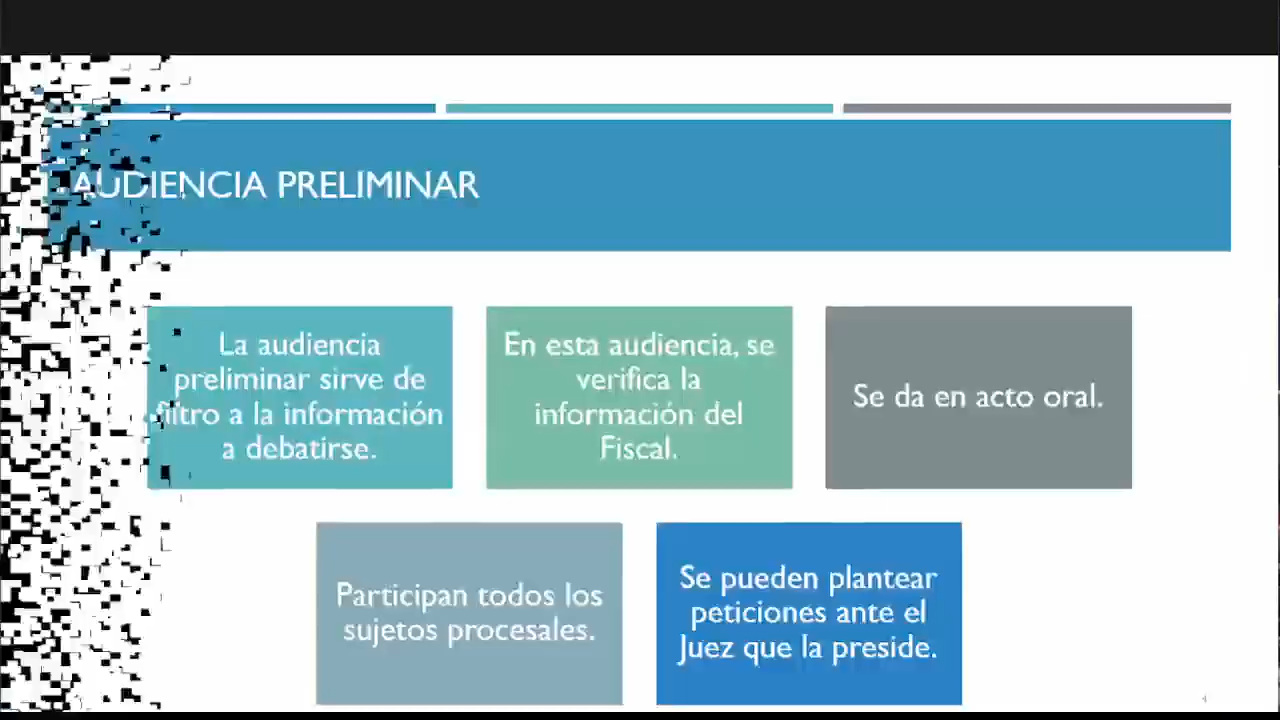 AUDIENCIA PRELIMINAR
La audiencia
preliminar sirve de
filtro a la información
a debatirse.
En esta audiencia, se
verifica la
información del
Fiscal.
Se da en acto oral.
Participan todos los
sujetos procesales.
Se pueden plantear
peticiones ante el
Juez que la preside.